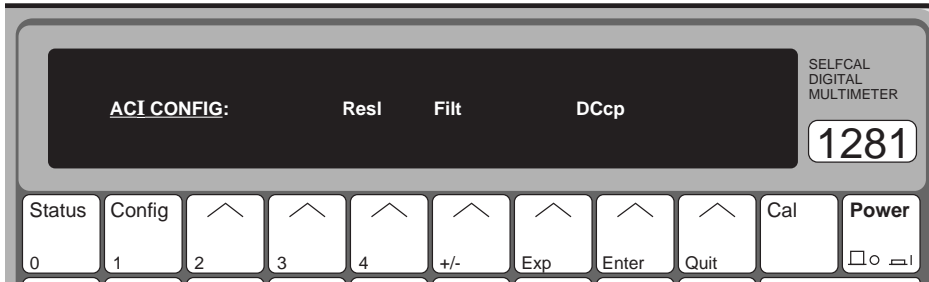 SELFCAL
DIGITAL
MULTIMETER
ACI CONFIG: Resl Filt DCcp
1281
Status Config Cal Power
0 1 2 3 4 +/- Exp Enter Quit